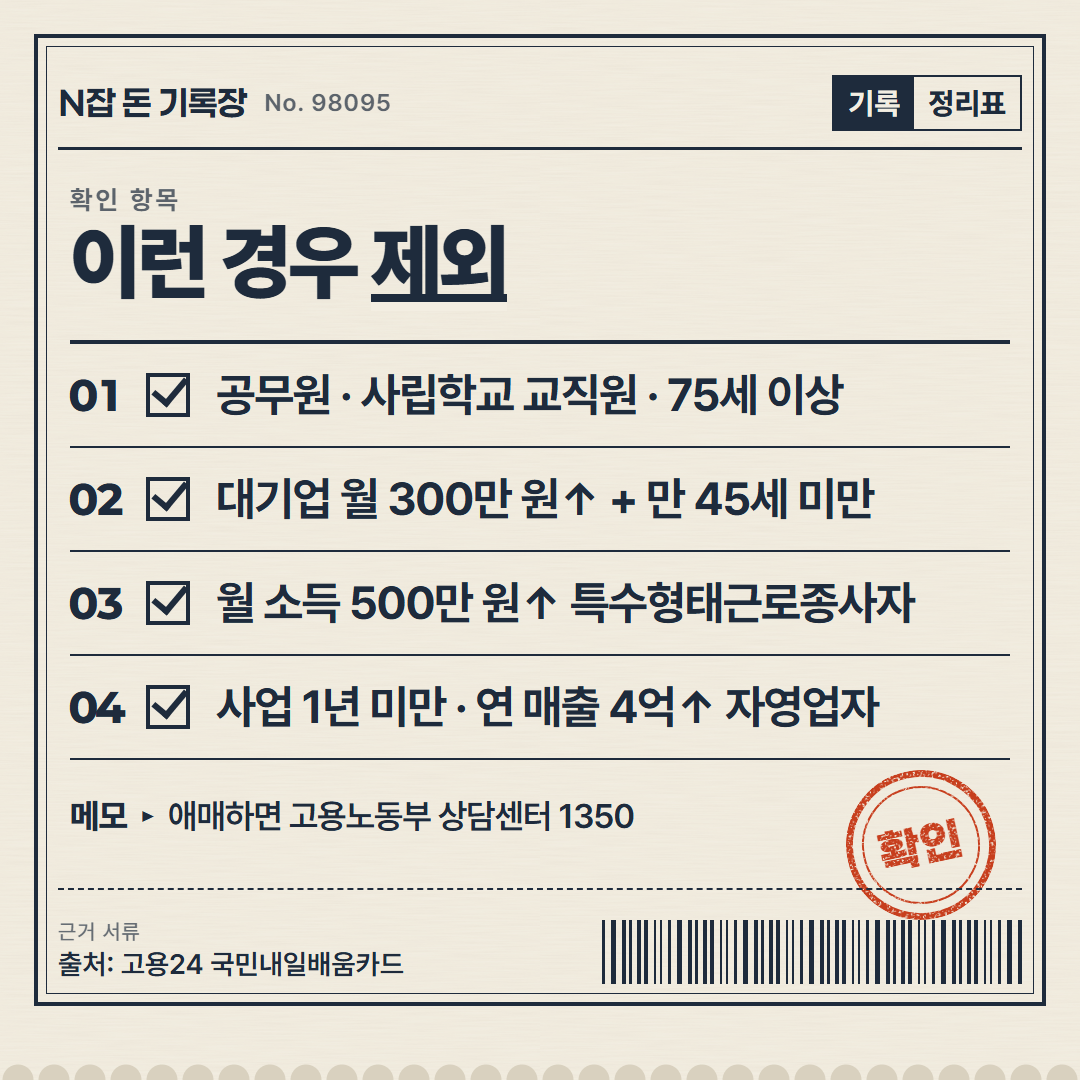 N잡 돈 기록장 No. 98095
기록 정리표
확인 항목
이런 경우 제외
01 공무원 · 사립학교 교직원 · 75세 이상
02 대기업 월 300만 원↑ + 만 45세 미만
03 월 소득 500만 원↑ 특수형태근로종사자
04 사업 1년 미만 · 연 매출 4억↑ 자영업자
메모 ▸ 애매하면 고용노동부 상담센터 1350
확인
근거 서류
출처: 고용24 국민내일배움카드